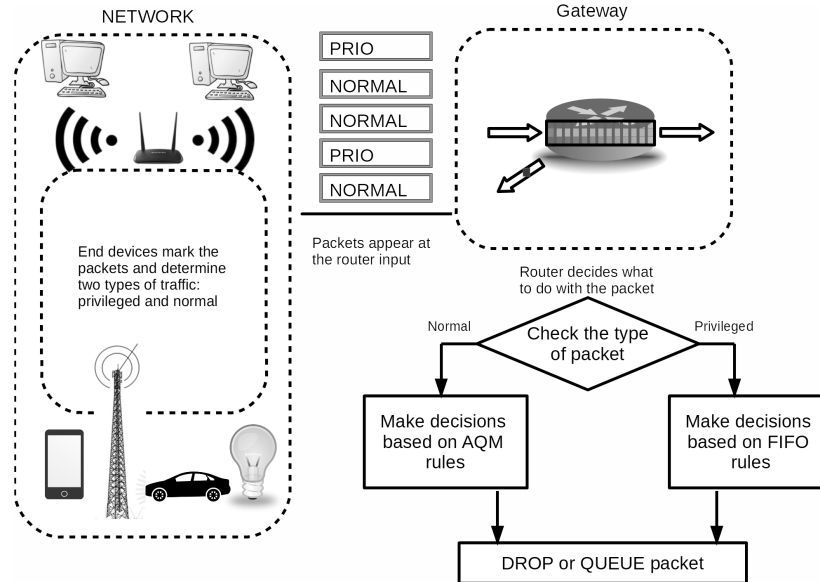 NETWORK
End devices mark the
packets and determine
two types of traffic:
privileged and normal
PRIO
NORMAL
NORMAL
PRIO
NORMAL
Packets appear at
the router input
Gateway
Router decides what
to do with the packet
Normal
Check the type
of packet
Privileged
Make decisions
based on AQM
rules
Make decisions
based on FIFO
rules
DROP or QUEUE packet